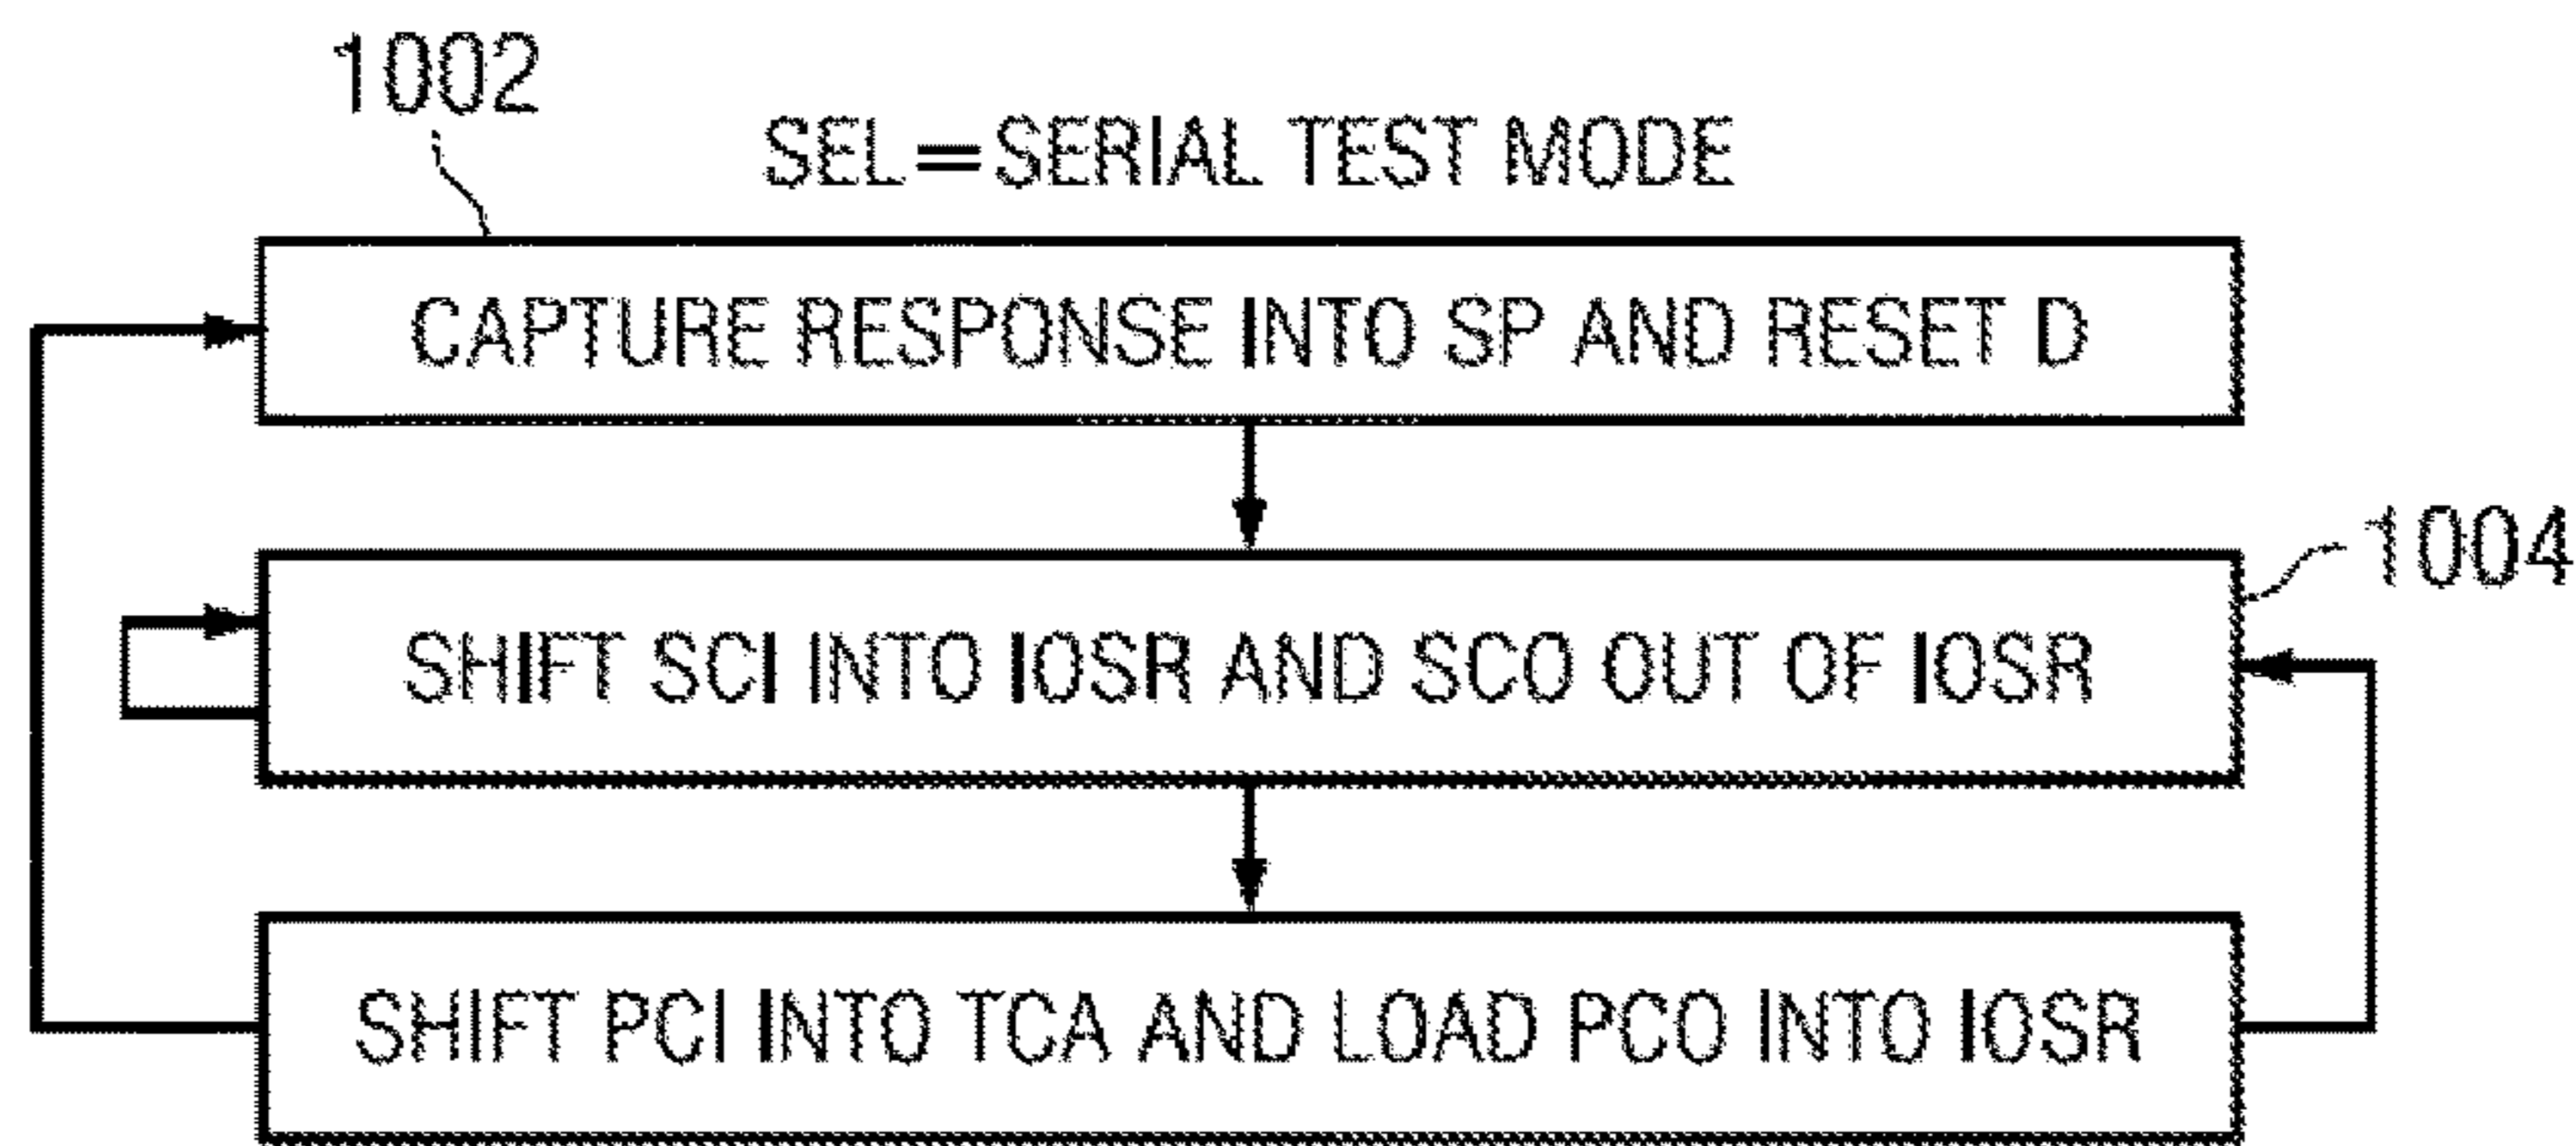 1002
SEL=SERIAL TEST MODE
CAPTURE RESPONSE INTO SP AND RESET D
1004
SHIFT SCI INTO IOSR AND SCO OUT OF IOSR
SHIFT PCI INTO TCA AND LOAD PCO INTO IOSR